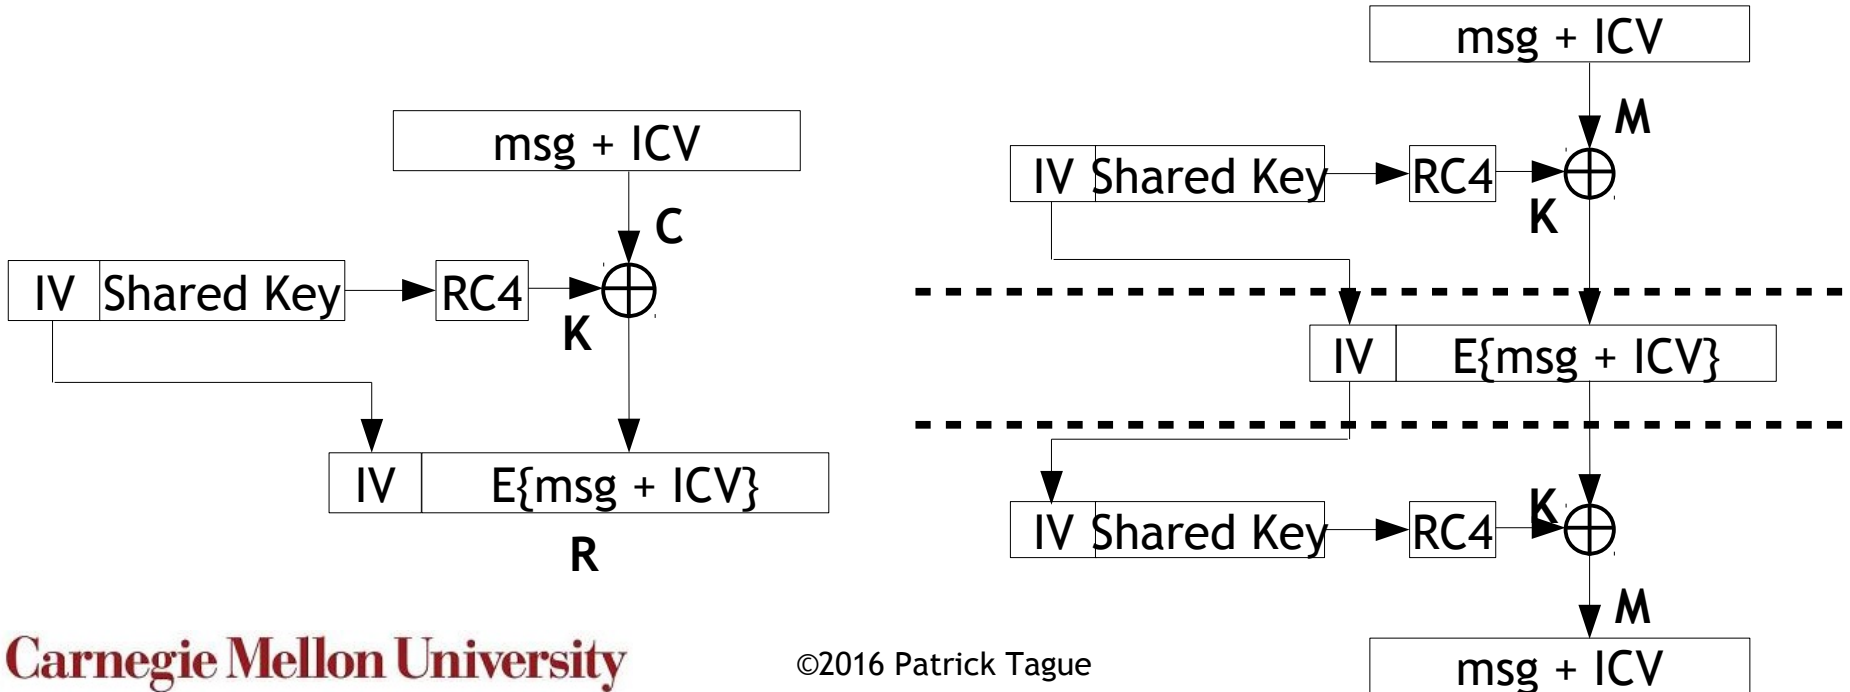 msg + ICV
C
IV Shared Key RC4
K
IV E{msg + ICV}
R
msg + ICV
M
IV Shared Key RC4
K
IV E{msg + ICV}
K
IV Shared Key RC4
M
msg + ICV
Carnegie Mellon University
©2016 Patrick Tague